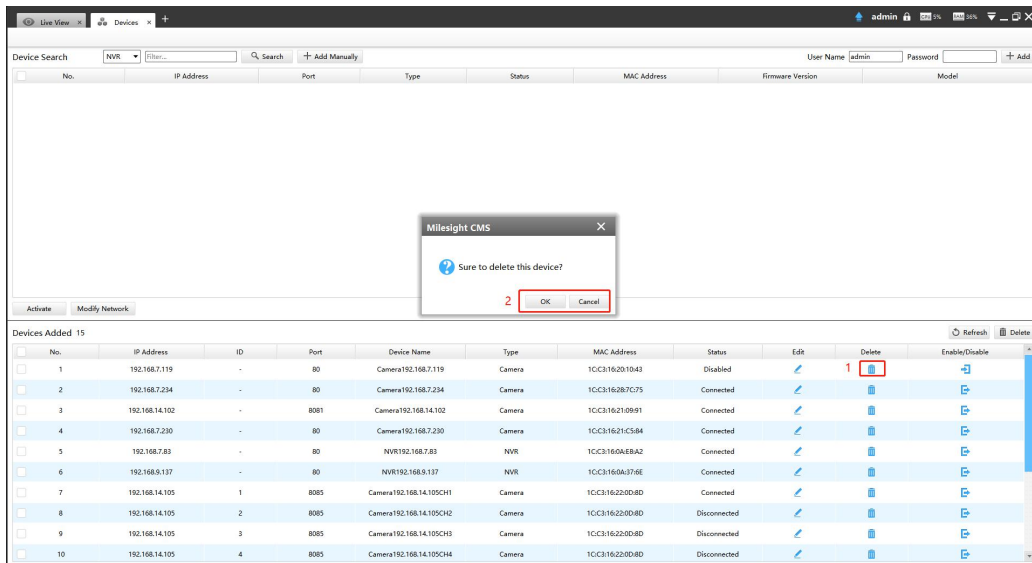 Live View × Devices × + admin CPU 5% RAM 36%
Device Search NVR Filter... Search + Add Manually User Name admin Password + Add
No. IP Address Port Type Status MAC Address Firmware Version Model
Milesight CMS ×
Sure to delete this device?
2 OK Cancel
Activate Modify Network
Devices Added 15 Refresh Delete
No. IP Address ID Port Device Name Type MAC Address Status Edit Delete Enable/Disable
1 192.168.7.119 - 80 Camera192.168.7.119 Camera 1C:C3:16:20:10:43 Disabled 1
2 192.168.7.234 - 80 Camera192.168.7.234 Camera 1C:C3:16:28:7C:75 Connected
3 192.168.14.102 - 8081 Camera192.168.14.102 Camera 1C:C3:16:21:09:91 Connected
4 192.168.7.230 - 80 Camera192.168.7.230 Camera 1C:C3:16:21:C5:84 Connected
5 192.168.7.83 - 80 NVR192.168.7.83 NVR 1C:C3:16:0A:E8:A2 Connected
6 192.168.9.137 - 80 NVR192.168.9.137 NVR 1C:C3:16:0A:37:6E Connected
7 192.168.14.105 1 8085 Camera192.168.14.105CH1 Camera 1C:C3:16:22:0D:8D Connected
8 192.168.14.105 2 8085 Camera192.168.14.105CH2 Camera 1C:C3:16:22:0D:8D Disconnected
9 192.168.14.105 3 8085 Camera192.168.14.105CH3 Camera 1C:C3:16:22:0D:8D Disconnected
10 192.168.14.105 4 8085 Camera192.168.14.105CH4 Camera 1C:C3:16:22:0D:8D Disconnected